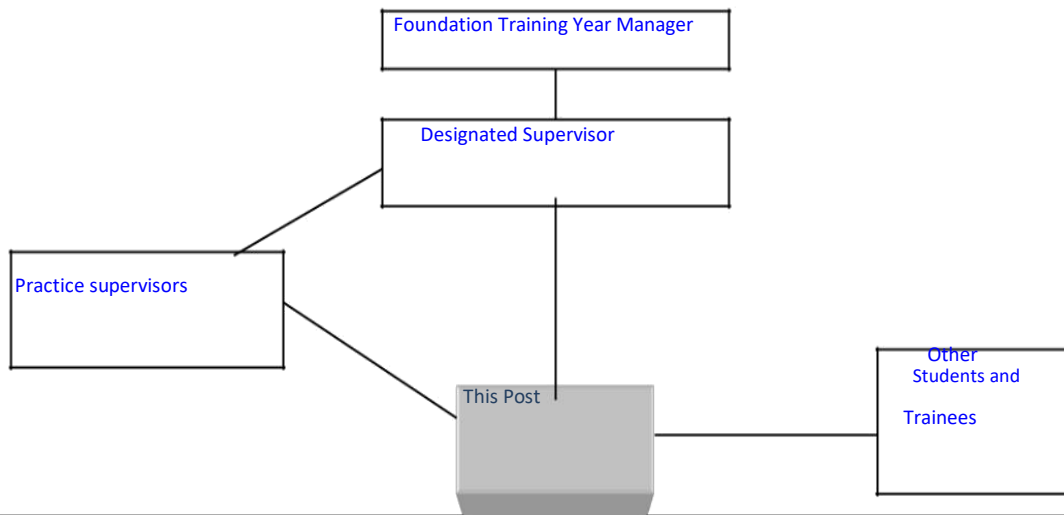 Foundation Training Year Manager
Designated Supervisor
Practice supervisors
This Post
Other
Students and
Trainees